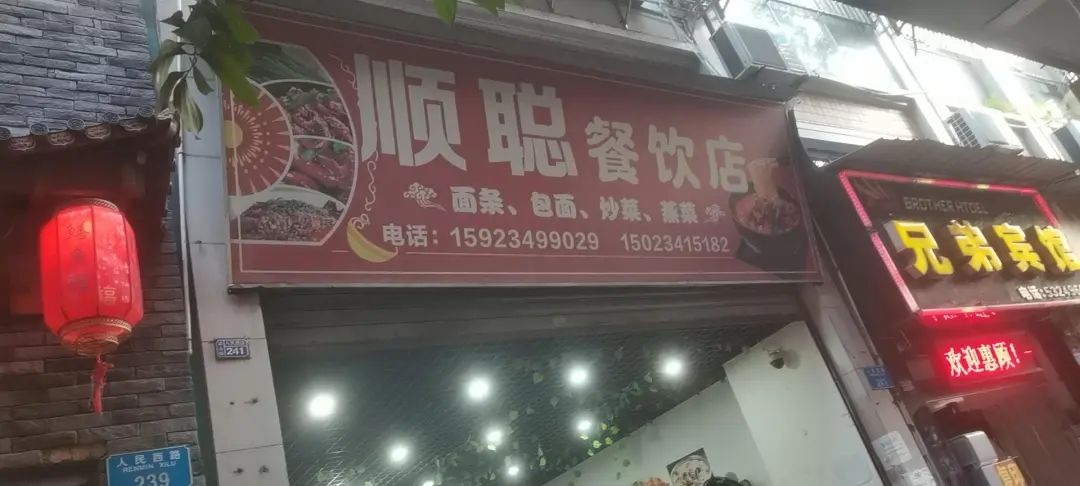 顺聪餐饮店
面条、包面、炒菜、蒸菜
电话：15923499029 15023415182
BROTHER HTOEL
兄弟宾馆
欢迎惠顾！
241
人民西路
RENMIN XILU
239